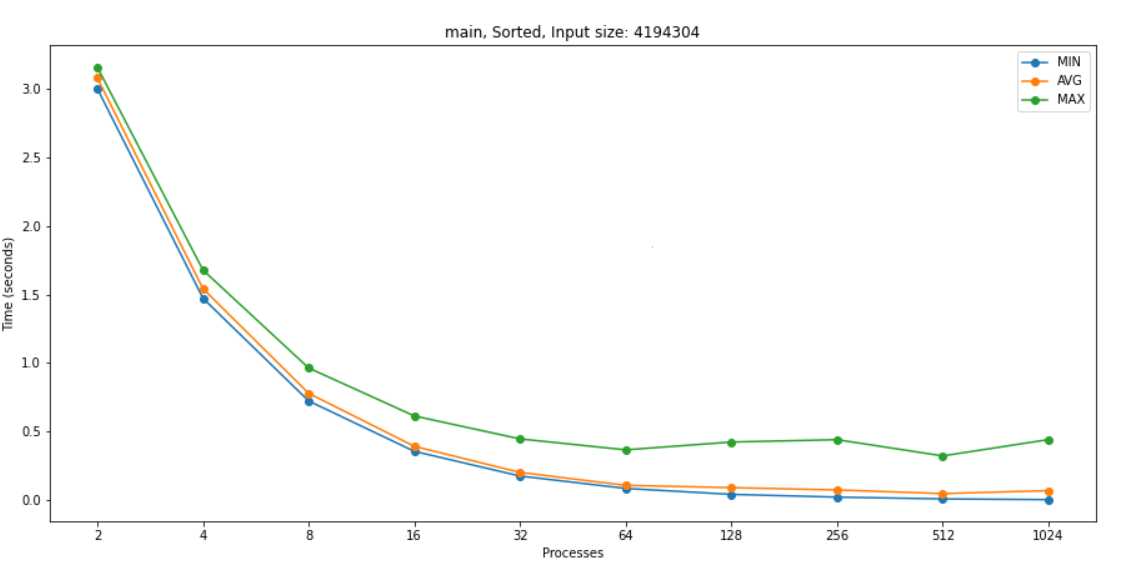 main, Sorted, Input size: 4194304
MIN
AVG
MAX
3.0
2.5
2.0
1.5
1.0
0.5
0.0
Time (seconds)
2 4 8 16 32 64 128 256 512 1024
Processes